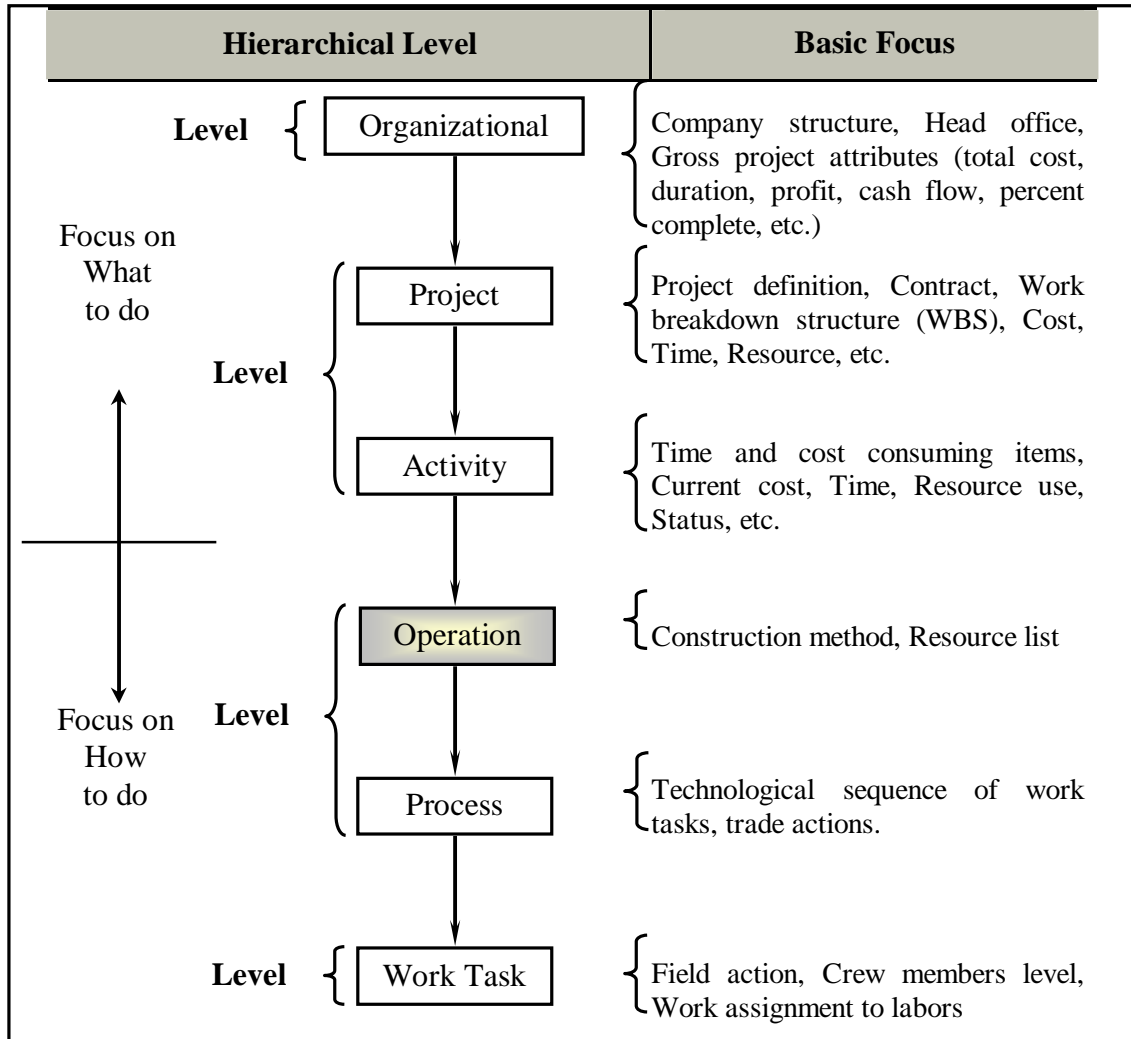 Hierarchical Level
Basic Focus
Level
Organizational
Company structure, Head office,
Gross project attributes (total cost,
duration, profit, cash flow, percent
complete, etc.)
Focus on
What
to do
Level
Project
Project definition, Contract, Work
breakdown structure (WBS), Cost,
Time, Resource, etc.
Activity
Time and cost consuming items,
Current cost, Time, Resource use,
Status, etc.
Focus on
How
to do
Level
Operation
Construction method, Resource list
Process
Technological sequence of work
tasks, trade actions.
Level
Work Task
Field action, Crew members level,
Work assignment to labors